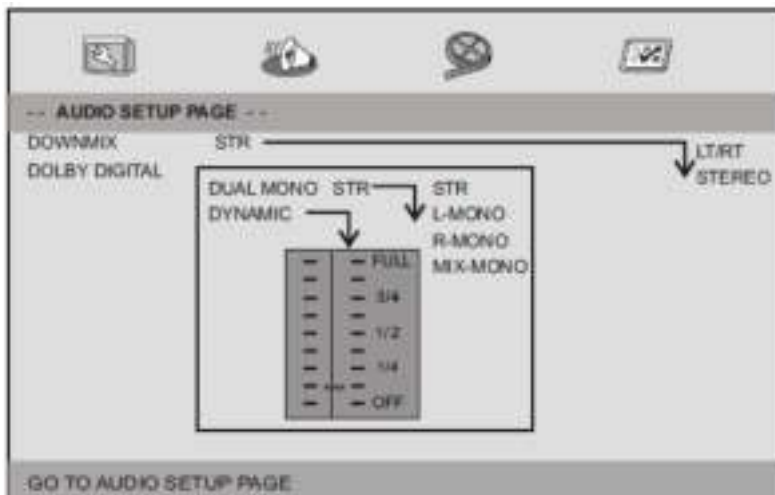 -- AUDIO SETUP PAGE --
DOWNMIX STR LT/RT
DOLBY DIGITAL STEREO
DUAL MONO STR STR
DYNAMIC L-MONO
R-MONO
MIX-MONO
FULL
3/4
1/2
1/4
OFF
GO TO AUDIO SETUP PAGE